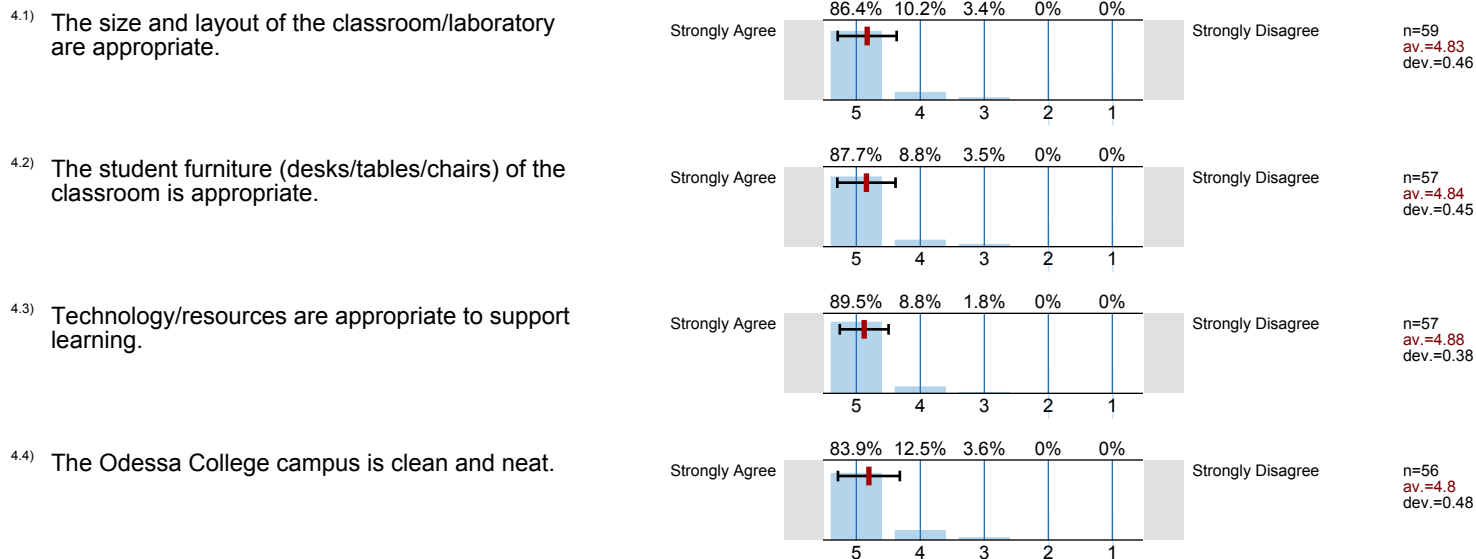 4.1) The size and layout of the classroom/laboratory
are appropriate.
86.4% 10.2% 3.4% 0% 0%
Strongly Agree
Strongly Disagree
n=59
av.=4.83
dev.=0.46
5 4 3 2 1
4.2) The student furniture (desks/tables/chairs) of the
classroom is appropriate.
87.7% 8.8% 3.5% 0% 0%
Strongly Agree
Strongly Disagree
n=57
av.=4.84
dev.=0.45
5 4 3 2 1
4.3) Technology/resources are appropriate to support
learning.
89.5% 8.8% 1.8% 0% 0%
Strongly Agree
Strongly Disagree
n=57
av.=4.88
dev.=0.38
5 4 3 2 1
4.4) The Odessa College campus is clean and neat.
83.9% 12.5% 3.6% 0% 0%
Strongly Agree
Strongly Disagree
n=56
av.=4.8
dev.=0.48
5 4 3 2 1